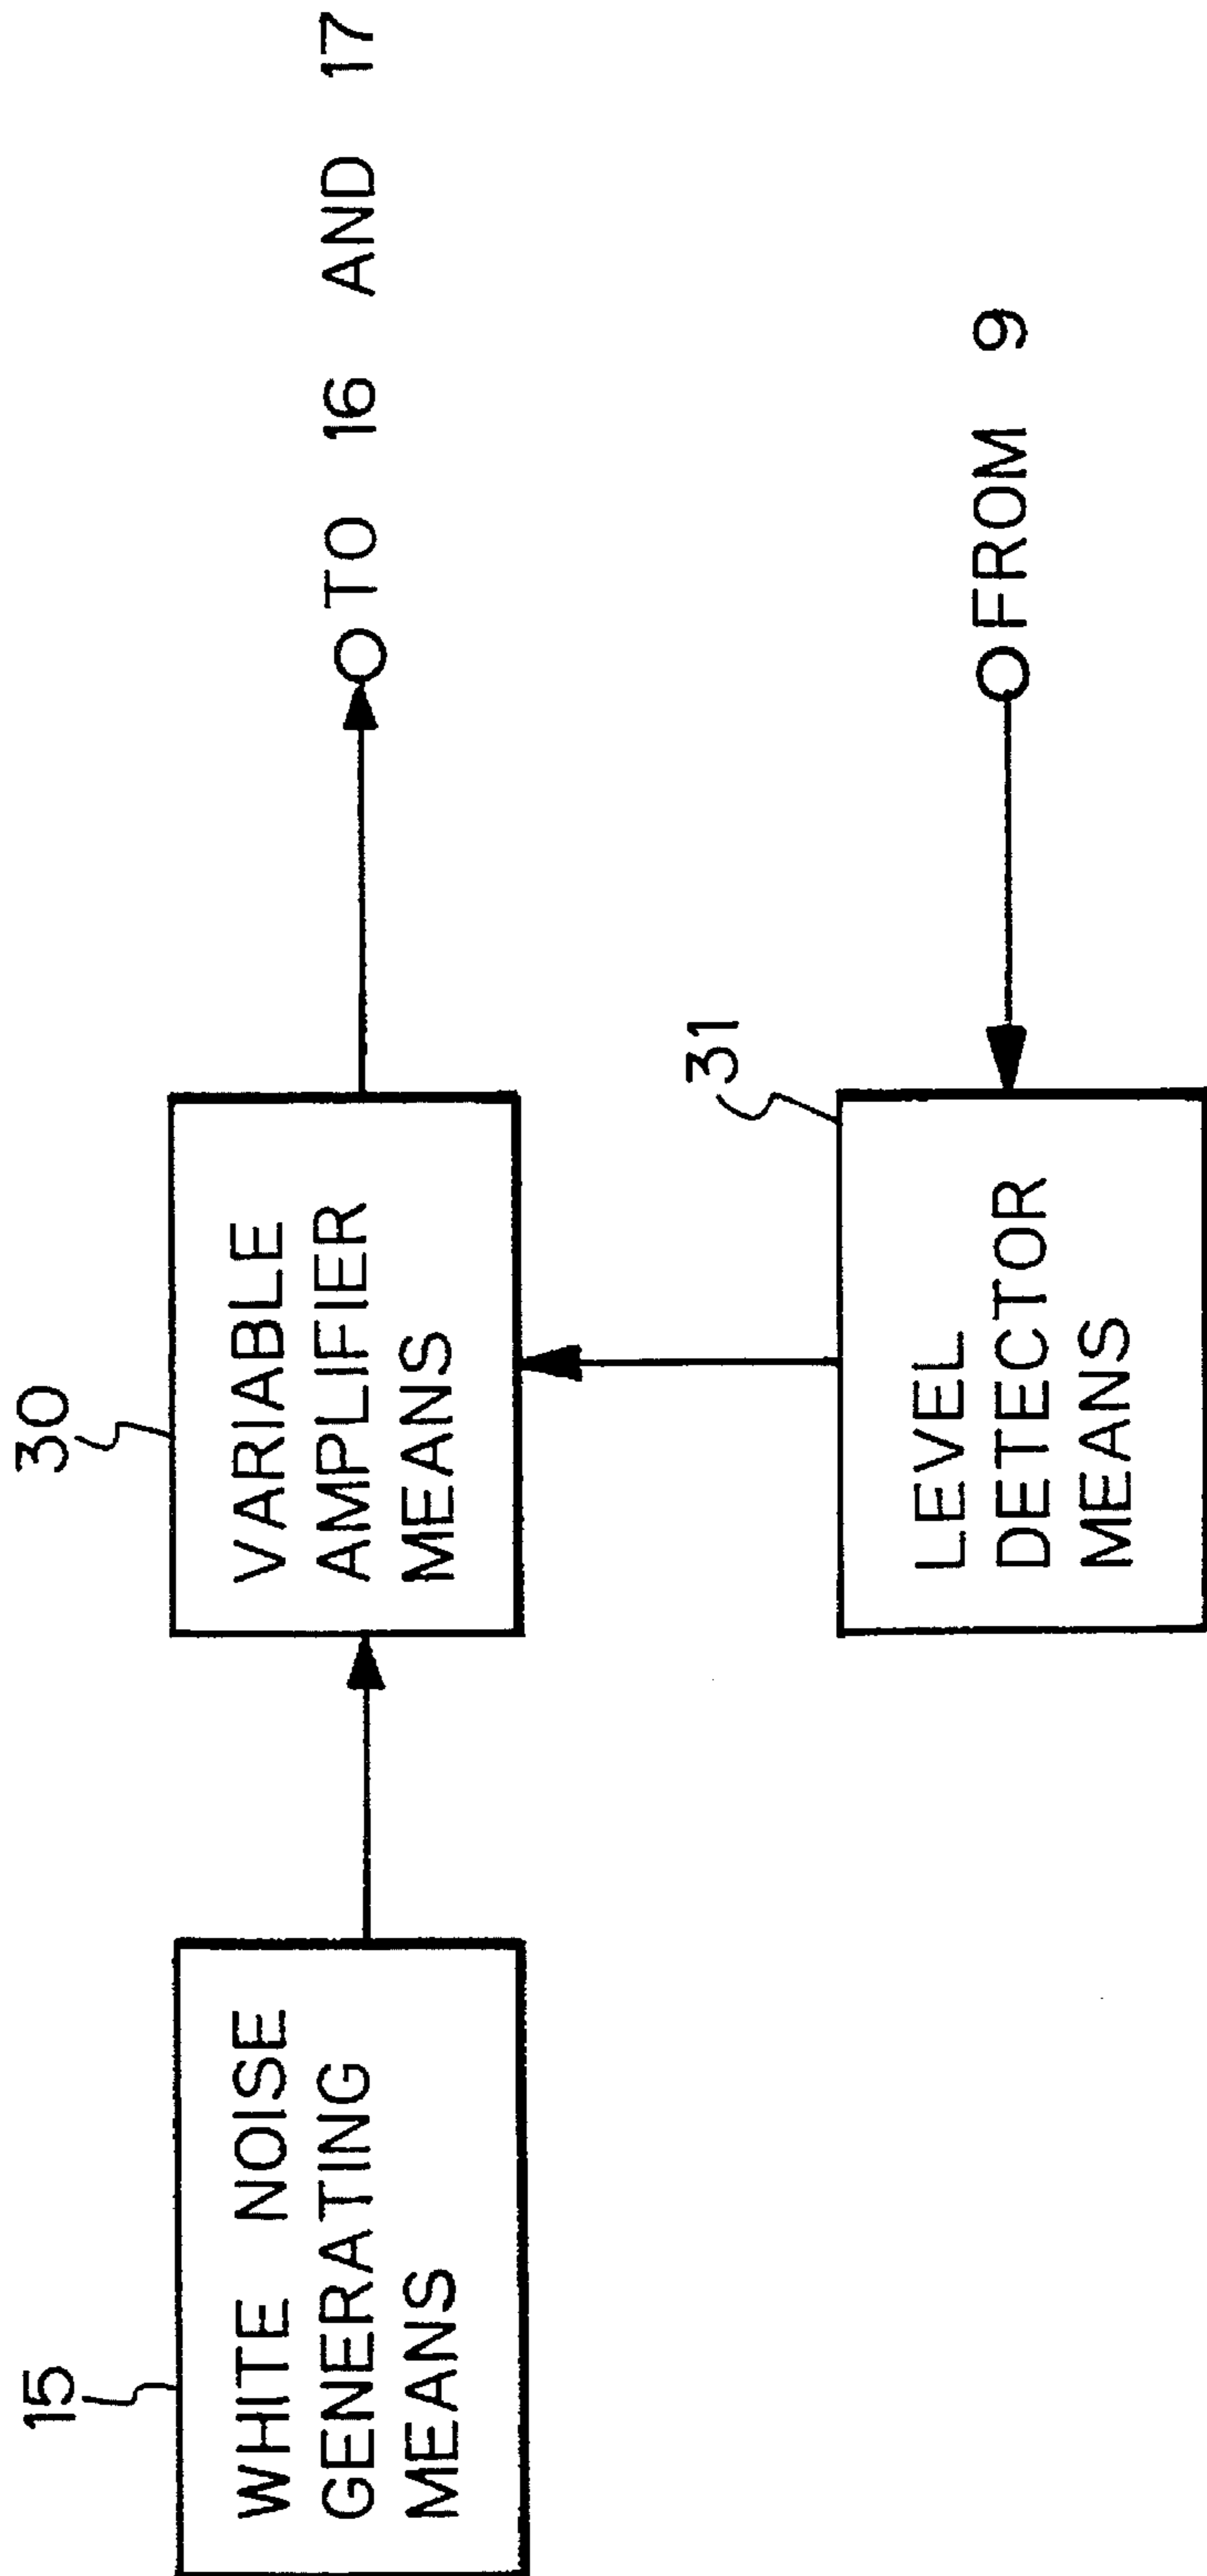 15
WHITE NOISE
GENERATING
MEANS
30
VARIABLE
AMPLIFIER
MEANS
TO 16 AND 17
31
LEVEL
DETECTOR
MEANS
FROM 9